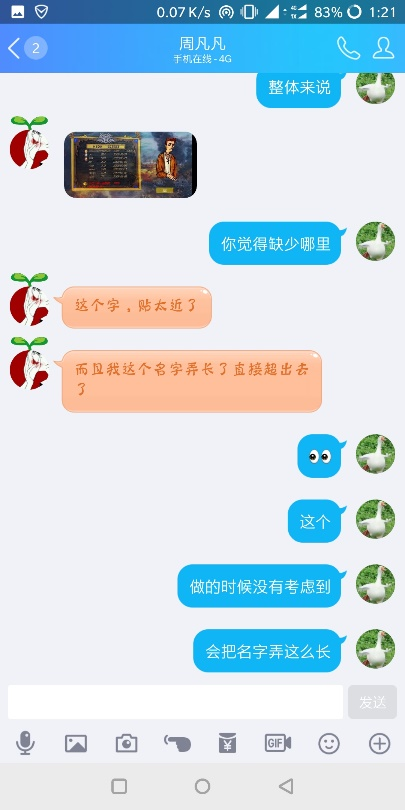 0.07 K/s 83% 1:21
2
周凡凡
手机在线 - 4G
整体来说
你觉得缺少哪里
这个字，贴太近了
而且我这个名字弄长了直接超出去
了
这个
做的时候没有考虑到
会把名字弄这么长
发送
GIF